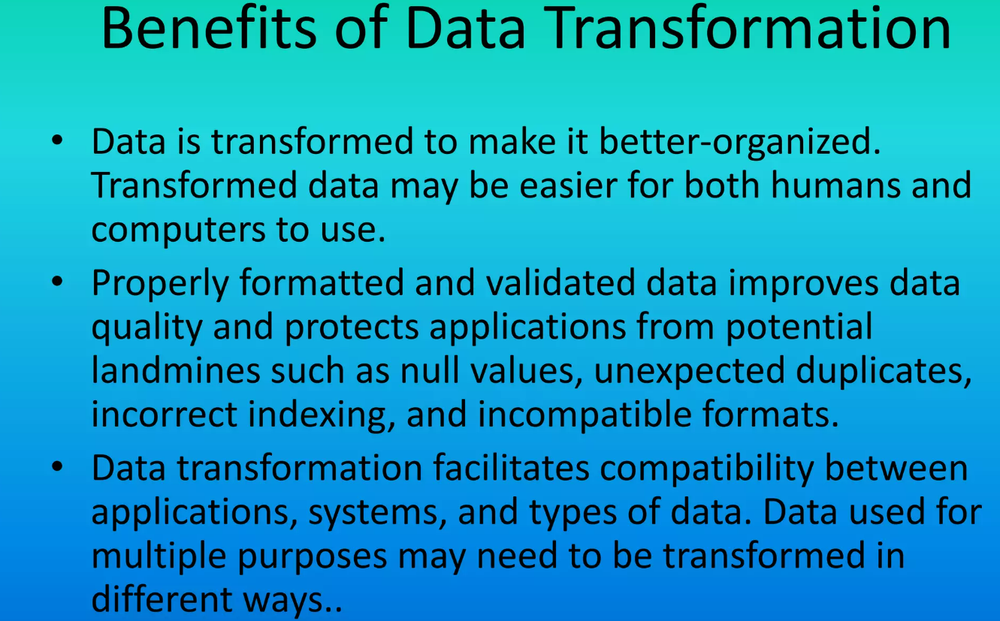 Benefits of Data Transformation
• Data is transformed to make it better-organized.
Transformed data may be easier for both humans and
computers to use.
• Properly formatted and validated data improves data
quality and protects applications from potential
landmines such as null values, unexpected duplicates,
incorrect indexing, and incompatible formats.
• Data transformation facilitates compatibility between
applications, systems, and types of data. Data used for
multiple purposes may need to be transformed in
different ways..